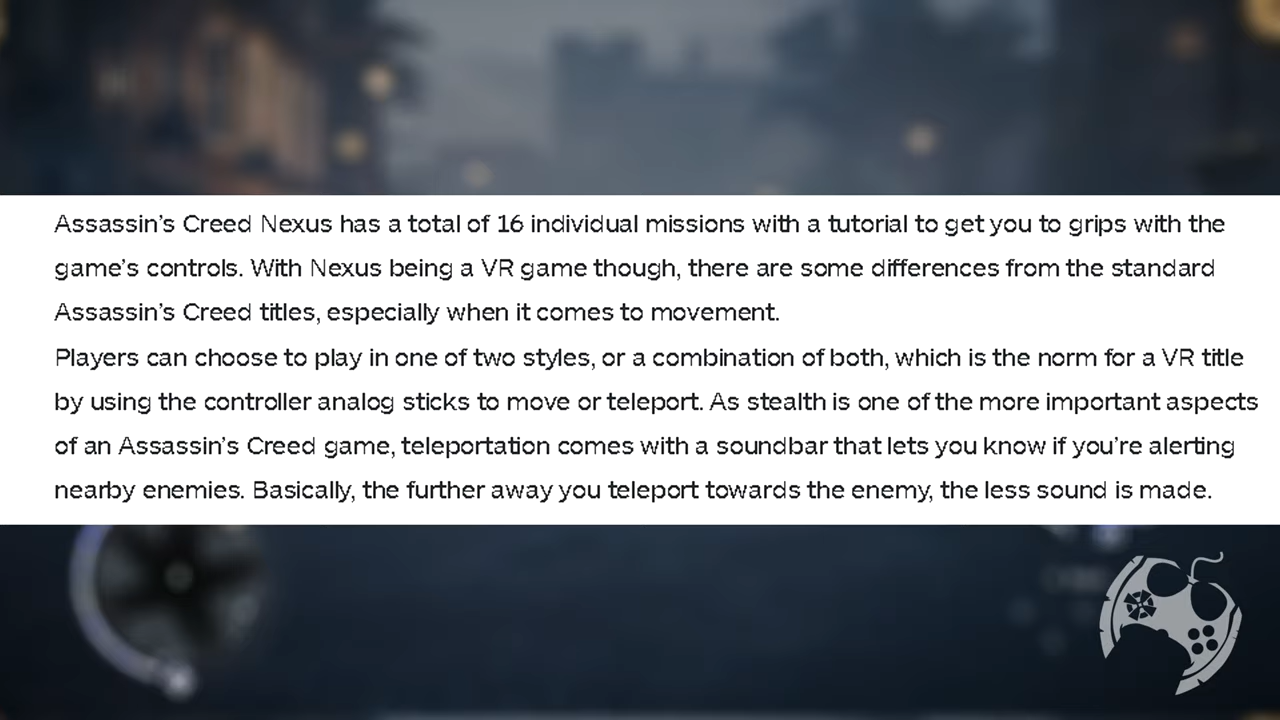 Assassin's Creed Nexus has a total of 16 individual missions with a tutorial to get you to grips with the
game's controls. With Nexus being a VR game though, there are some differences from the standard
Assassin's Creed titles, especially when it comes to movement.
Players can choose to play in one of two styles, or a combination of both, which is the norm for a VR title
by using the controller analog sticks to move or teleport. As stealth is one of the more important aspects
of an Assassin's Creed game, teleportation comes with a soundbar that lets you know if you're alerting
nearby enemies. Basically, the further away you teleport towards the enemy, the less sound is made.